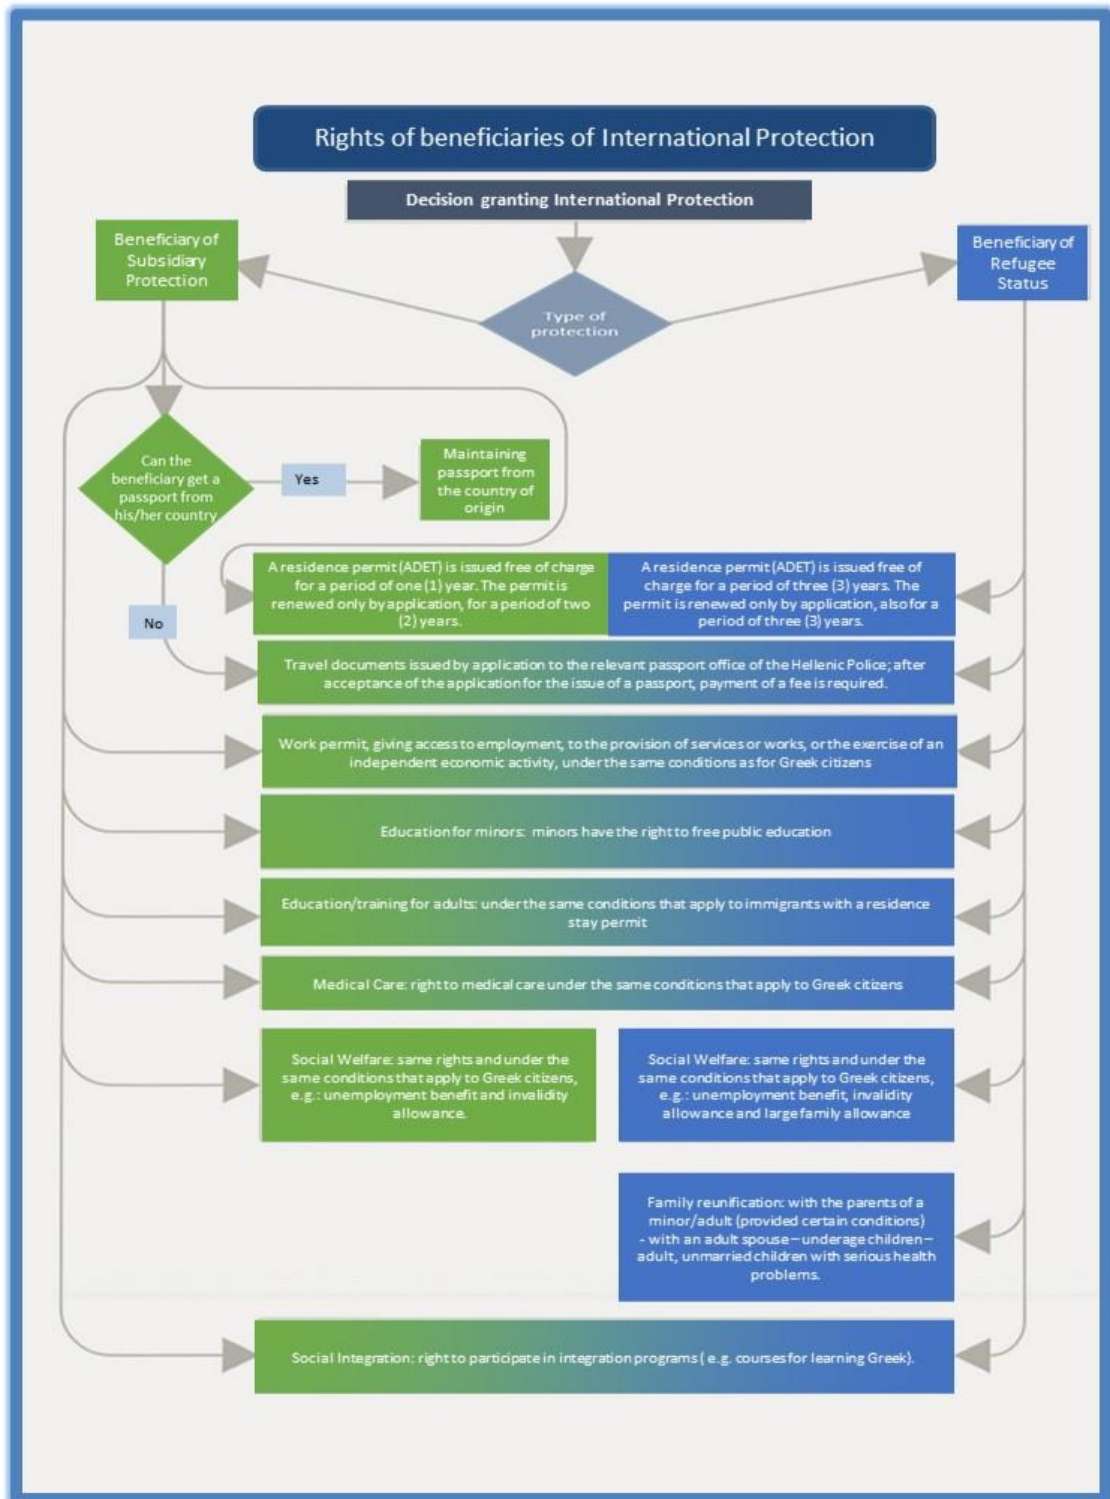 Rights of beneficiaries of International Protection
Decision granting International Protection
Beneficiary of
Subsidiary
Protection
Beneficiary of
Refugee
Status
Type of
protection
Can the
beneficiary get a
passport from
his/her country
Yes
Maintaining
passport from
the country of
origin
No
A residence permit (ADET) is issued free of charge
for a period of one (1) year. The permit is
renewed only by application, for a period of two
(2) years.
A residence permit (ADET) is issued free of
charge for a period of three (3) years. The
permit is renewed only by application, also for a
period of three (3) years.
Travel documents issued by application to the relevant passport office of the Hellenic Police; after
acceptance of the application for the issue of a passport, payment of a fee is required.
Work permit, giving access to employment, to the provision of services or works, or the exercise of an
independent economic activity, under the same conditions as for Greek citizens
Education for minors: minors have the right to free public education
Education/training for adults: under the same conditions that apply to immigrants with a residence
stay permit
Medical Care: right to medical care under the same conditions that apply to Greek citizens
Social Welfare: same rights and under the
same conditions that apply to Greek citizens,
e.g.: unemployment benefit and invalidity
allowance.
Social Welfare: same rights and under the
same conditions that apply to Greek citizens,
e.g.: unemployment benefit, invalidity
allowance and large family allowance
Family reunification: with the parents of a
minor/adult (provided certain conditions)
- with an adult spouse – underage children –
adult, unmarried children with serious health
problems.
Social Integration: right to participate in integration programs ( e.g. courses for learning Greek).